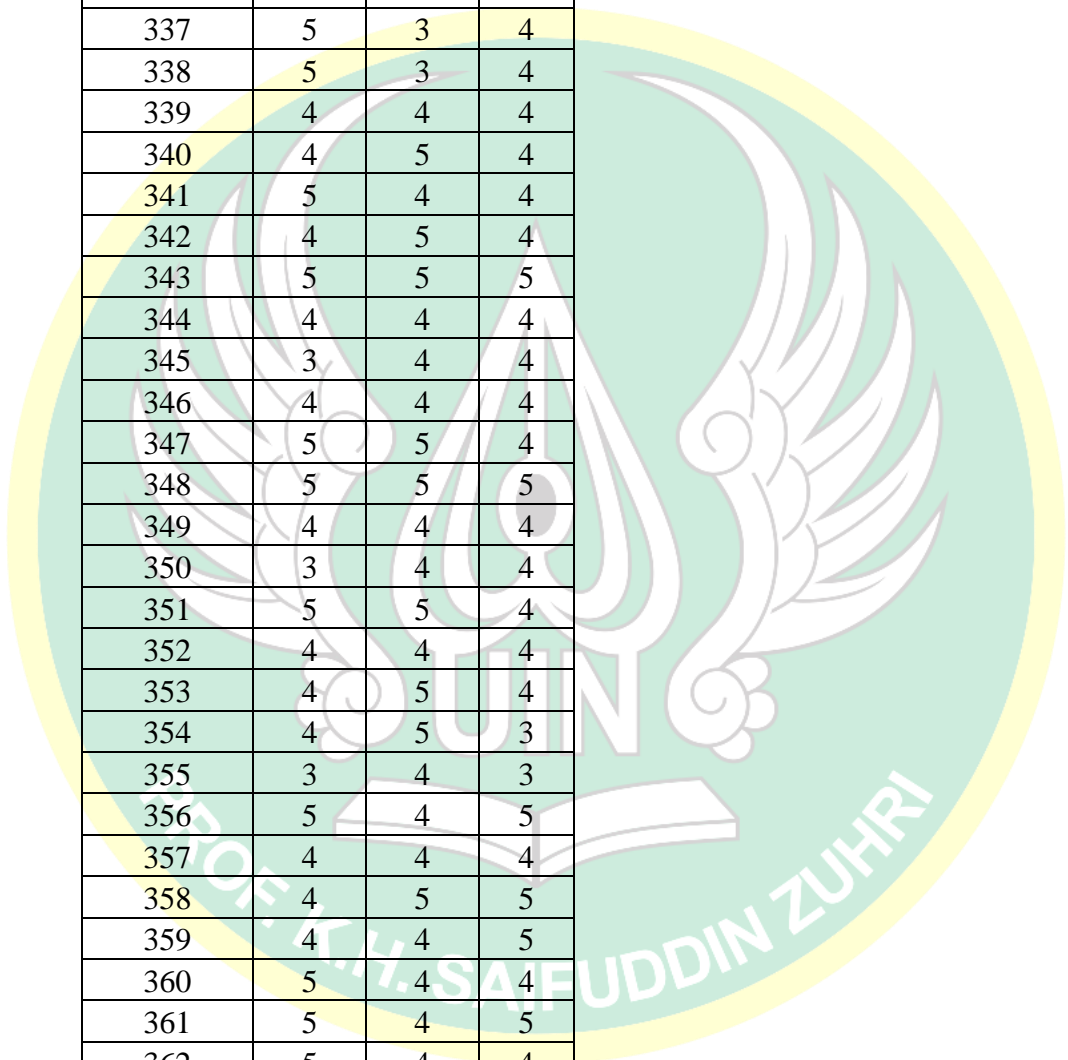 337 5 3 4
338 5 3 4
339 4 4 4
340 4 5 4
341 5 4 4
342 4 5 4
343 5 5 5
344 4 4 4
345 3 4 4
346 4 4 4
347 5 5 4
348 5 5 5
349 4 4 4
350 3 4 4
351 5 5 4
352 4 4 4
353 4 5 4
354 4 5 3
355 3 4 3
356 5 4 5
357 4 4 4
358 4 5 5
359 4 4 5
360 5 4 4
361 5 4 5
362 5 4 4
UIN
PROF. K.H. SAIFUDDIN ZUHRI